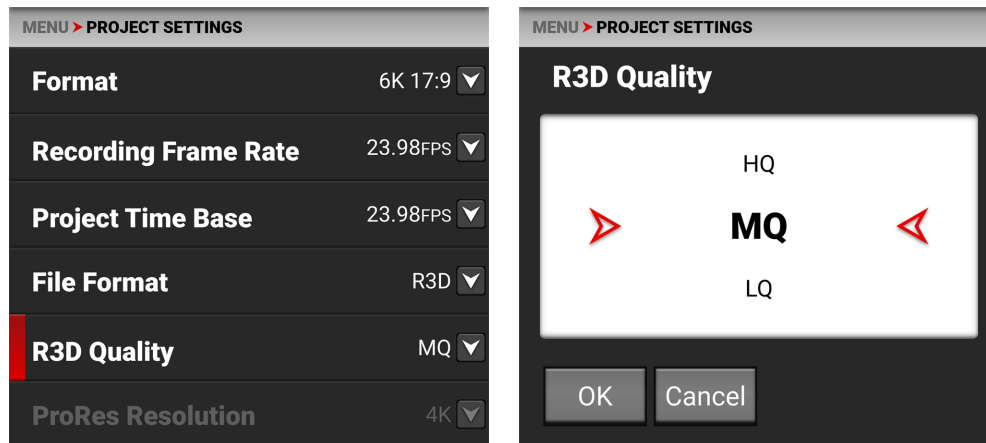 MENU PROJECT SETTINGS
Format 6K 17:9
Recording Frame Rate 23.98FPS
Project Time Base 23.98FPS
File Format R3D
R3D Quality MQ
ProRes Resolution 4K
MENU PROJECT SETTINGS
R3D Quality
HQ
MQ
LQ
OK Cancel